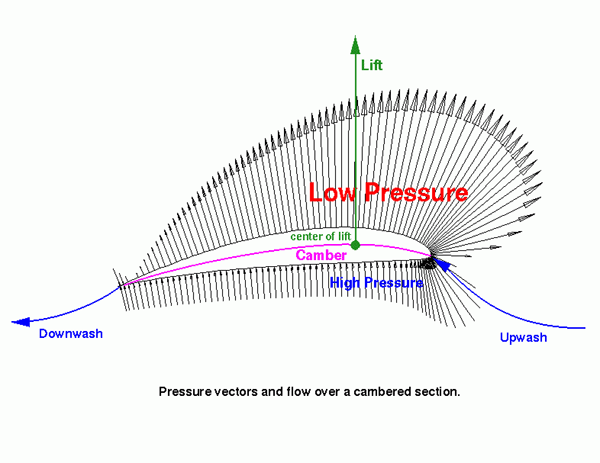 Lift
Low Pressure
center of lift
Camber
High Pressure
Downwash
Upwash
Pressure vectors and flow over a cambered section.